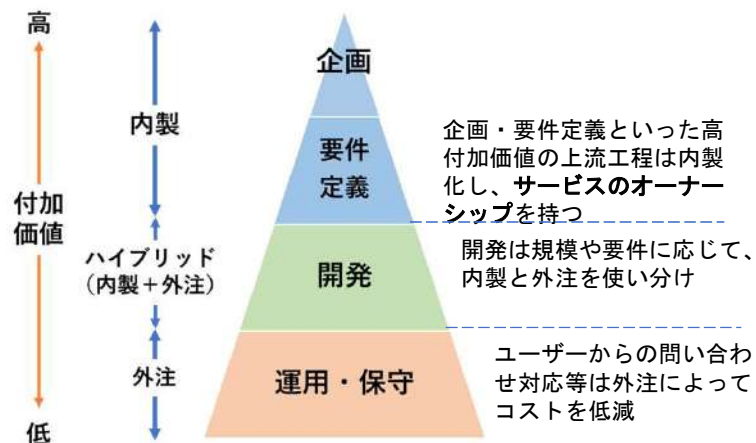 高
付加
価値
低
内製
ハイブリッド
（内製＋外注）
外注
企画
要件
定義
開発
運用・保守
企画・要件定義といった高
付加価値の上流工程は内製
化し、サービスのオーナー
シップを持つ
開発は規模や要件に応じて、
内製と外注を使い分け
ユーザーからの問い合わ
せ対応等は外注によって
コストを低減